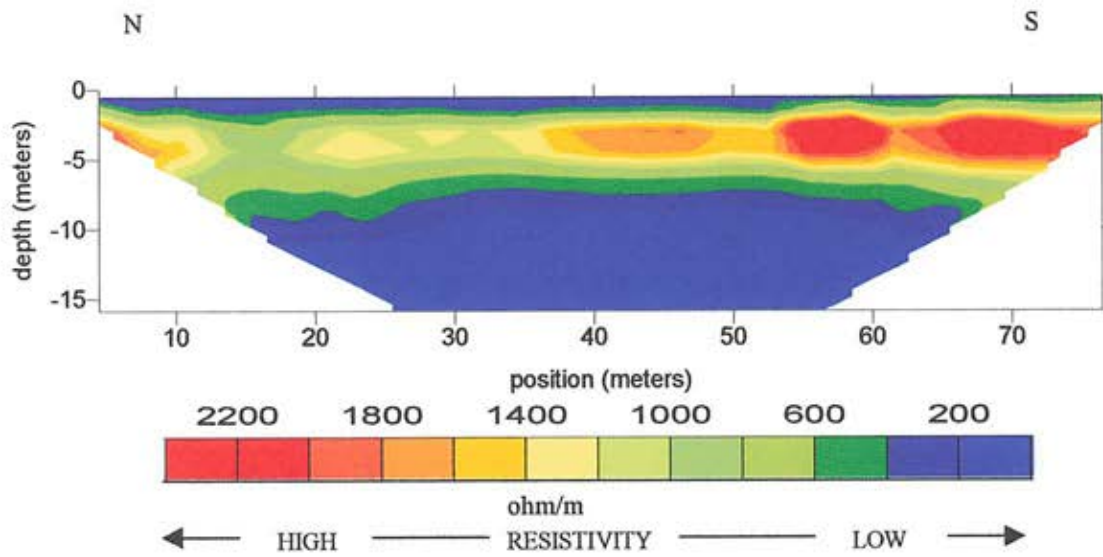 N S
0
-5
-10
-15
depth (meters)
10 20 30 40 50 60 70
position (meters)
2200 1800 1400 1000 600 200
ohm/m
HIGH RESISTIVITY LOW